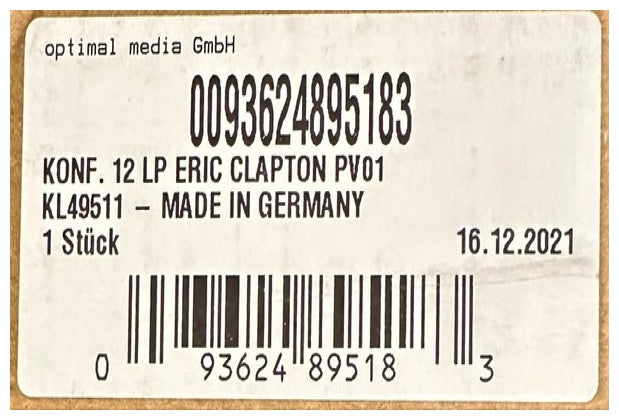 optimal media GmbH
0093624895183
KONF. 12 LP ERIC CLAPTON PV01
KL49511 – MADE IN GERMANY
1 Stück 16.12.2021
0 93624 89518 3